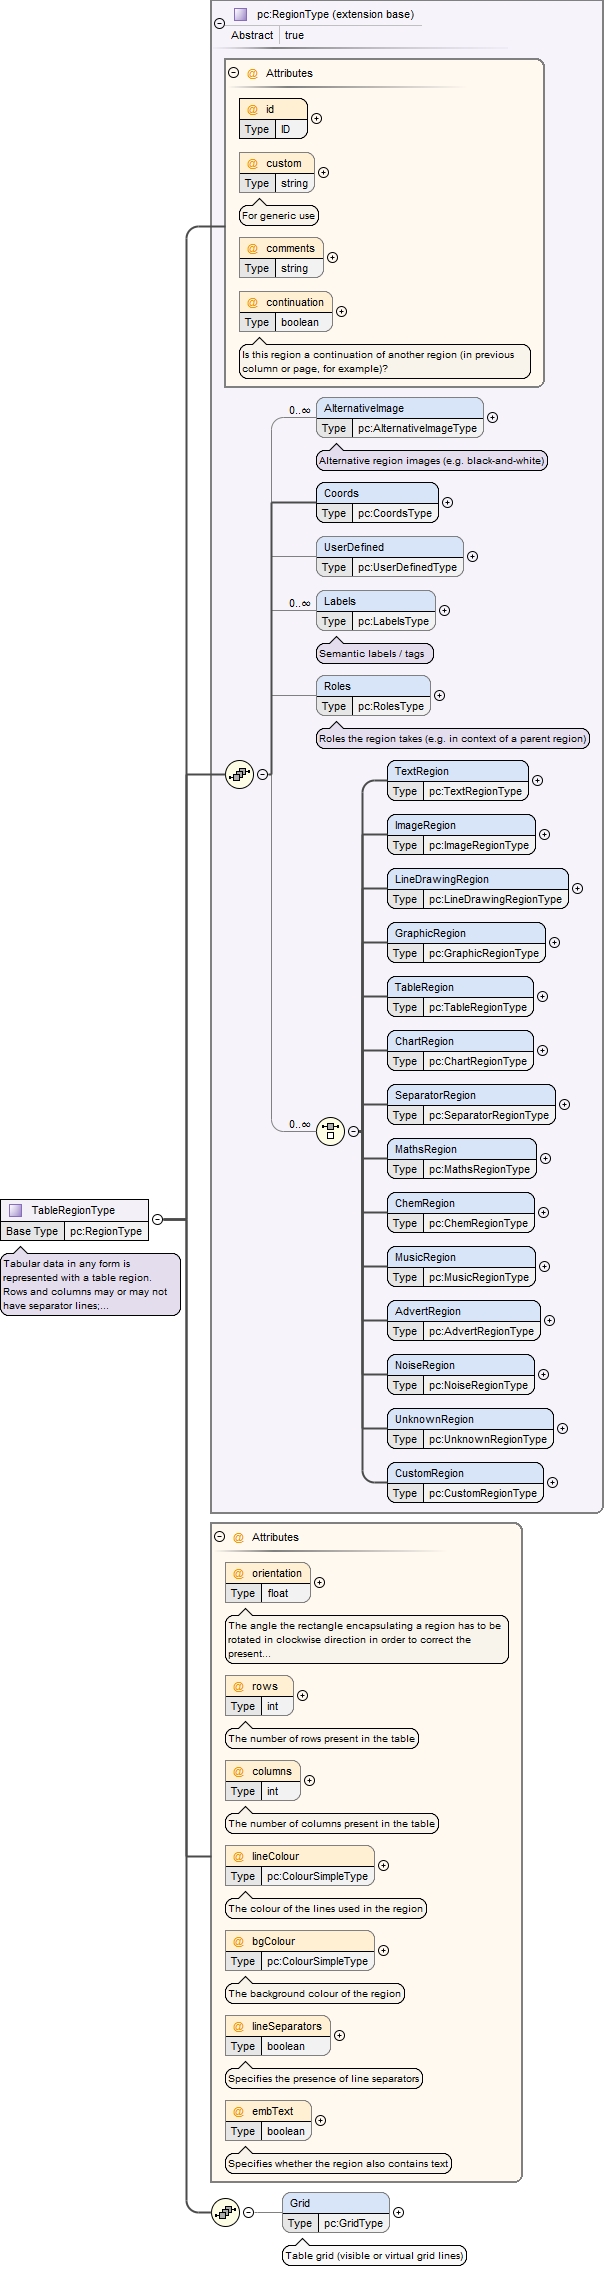 pc:RegionType (extension base)
Abstract true
@ Attributes
@ id
Type ID
@ custom
Type string
For generic use
@ comments
Type string
@ continuation
Type boolean
Is this region a continuation of another region (in previous
column or page, for example)?
0..∞ AlternativeImage
Type pc:AlternativeImageType
Alternative region images (e.g. black-and-white)
Coords
Type pc:CoordsType
UserDefined
Type pc:UserDefinedType
0..∞ Labels
Type pc:LabelsType
Semantic labels / tags
Roles
Type pc:RolesType
Roles the region takes (e.g. in context of a parent region)
TextRegion
Type pc:TextRegionType
ImageRegion
Type pc:ImageRegionType
LineDrawingRegion
Type pc:LineDrawingRegionType
GraphicRegion
Type pc:GraphicRegionType
TableRegion
Type pc:TableRegionType
ChartRegion
Type pc:ChartRegionType
SeparatorRegion
Type pc:SeparatorRegionType
0..∞
MathsRegion
Type pc:MathsRegionType
ChemRegion
Type pc:ChemRegionType
MusicRegion
Type pc:MusicRegionType
AdvertRegion
Type pc:AdvertRegionType
NoiseRegion
Type pc:NoiseRegionType
UnknownRegion
Type pc:UnknownRegionType
CustomRegion
Type pc:CustomRegionType
TableRegionType
Base Type pc:RegionType
Tabular data in any form is
represented with a table region.
Rows and columns may or may not
have separator lines;...
@ Attributes
@ orientation
Type float
The angle the rectangle encapsulating a region has to be
rotated in clockwise direction in order to correct the
present...
@ rows
Type int
The number of rows present in the table
@ columns
Type int
The number of columns present in the table
@ lineColour
Type pc:ColourSimpleType
The colour of the lines used in the region
@ bgColour
Type pc:ColourSimpleType
The background colour of the region
@ lineSeparators
Type boolean
Specifies the presence of line separators
@ embText
Type boolean
Specifies whether the region also contains text
Grid
Type pc:GridType
Table grid (visible or virtual grid lines)